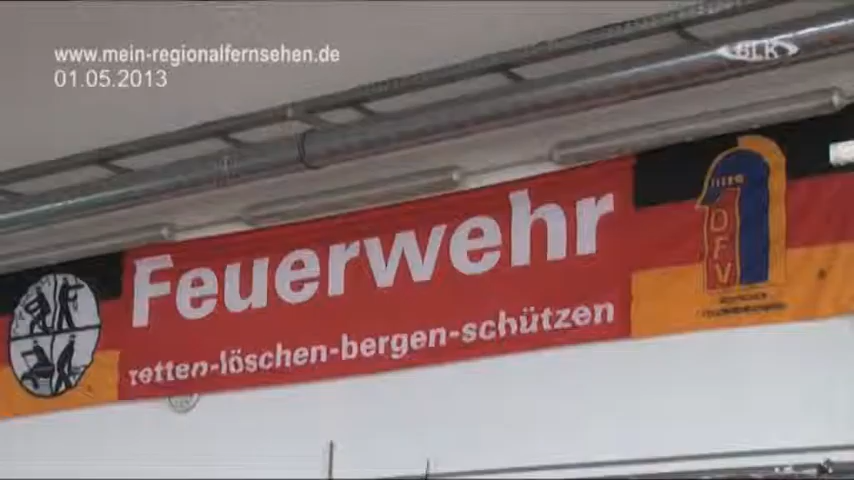 www.mein-regionalfernsehen.de
01.05.2013
BLK
Feuerwehr
retten-löschen-bergen-schützen
DFV